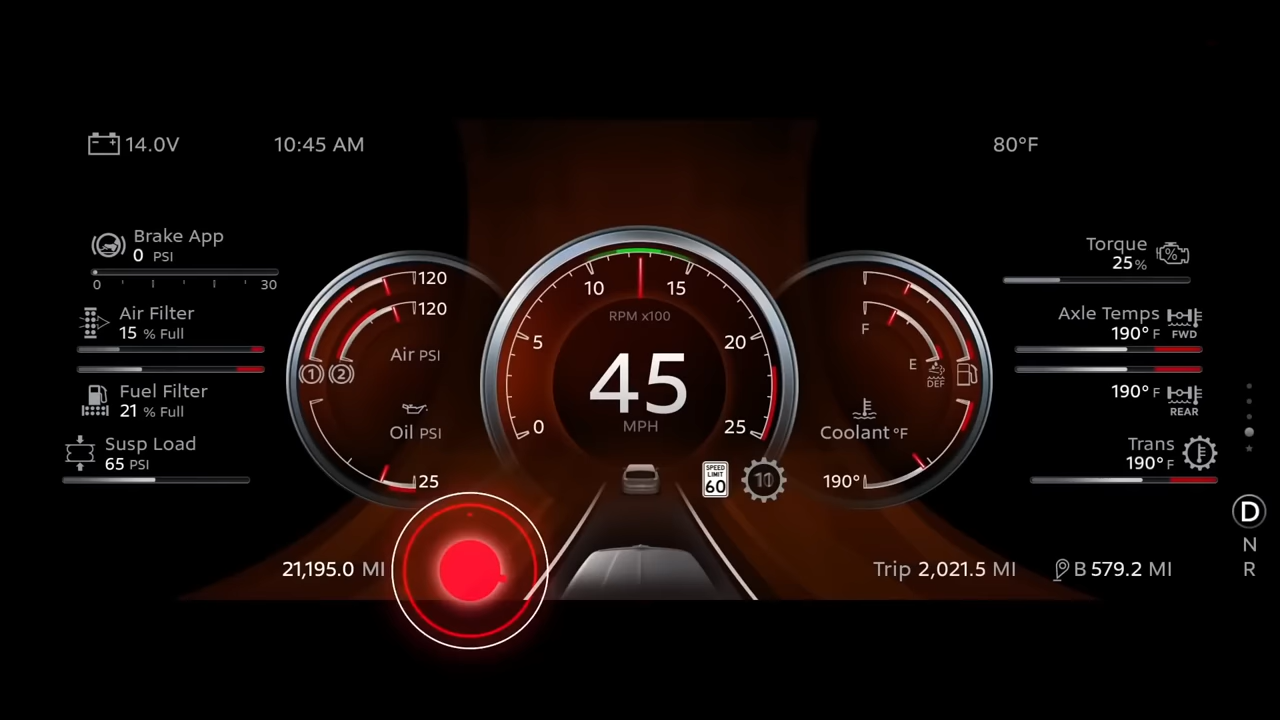 14.0V
10:45 AM
80°F
Brake App
0 PSI
0 30
Air Filter
15 % Full
Fuel Filter
21 % Full
Susp Load
65 PSI
120
120
Air PSI
1 2
Oil PSI
25
0 5 10 15 20 25
RPM x100
45
MPH
SPEED
LIMIT
60
10
F
E
DEF
Coolant °F
190°
Torque
25%
%
Axle Temps
190° F
FWD
190° F
REAR
Trans
190° F
D
N
R
21,195.0 MI
Trip 2,021.5 MI
B 579.2 MI